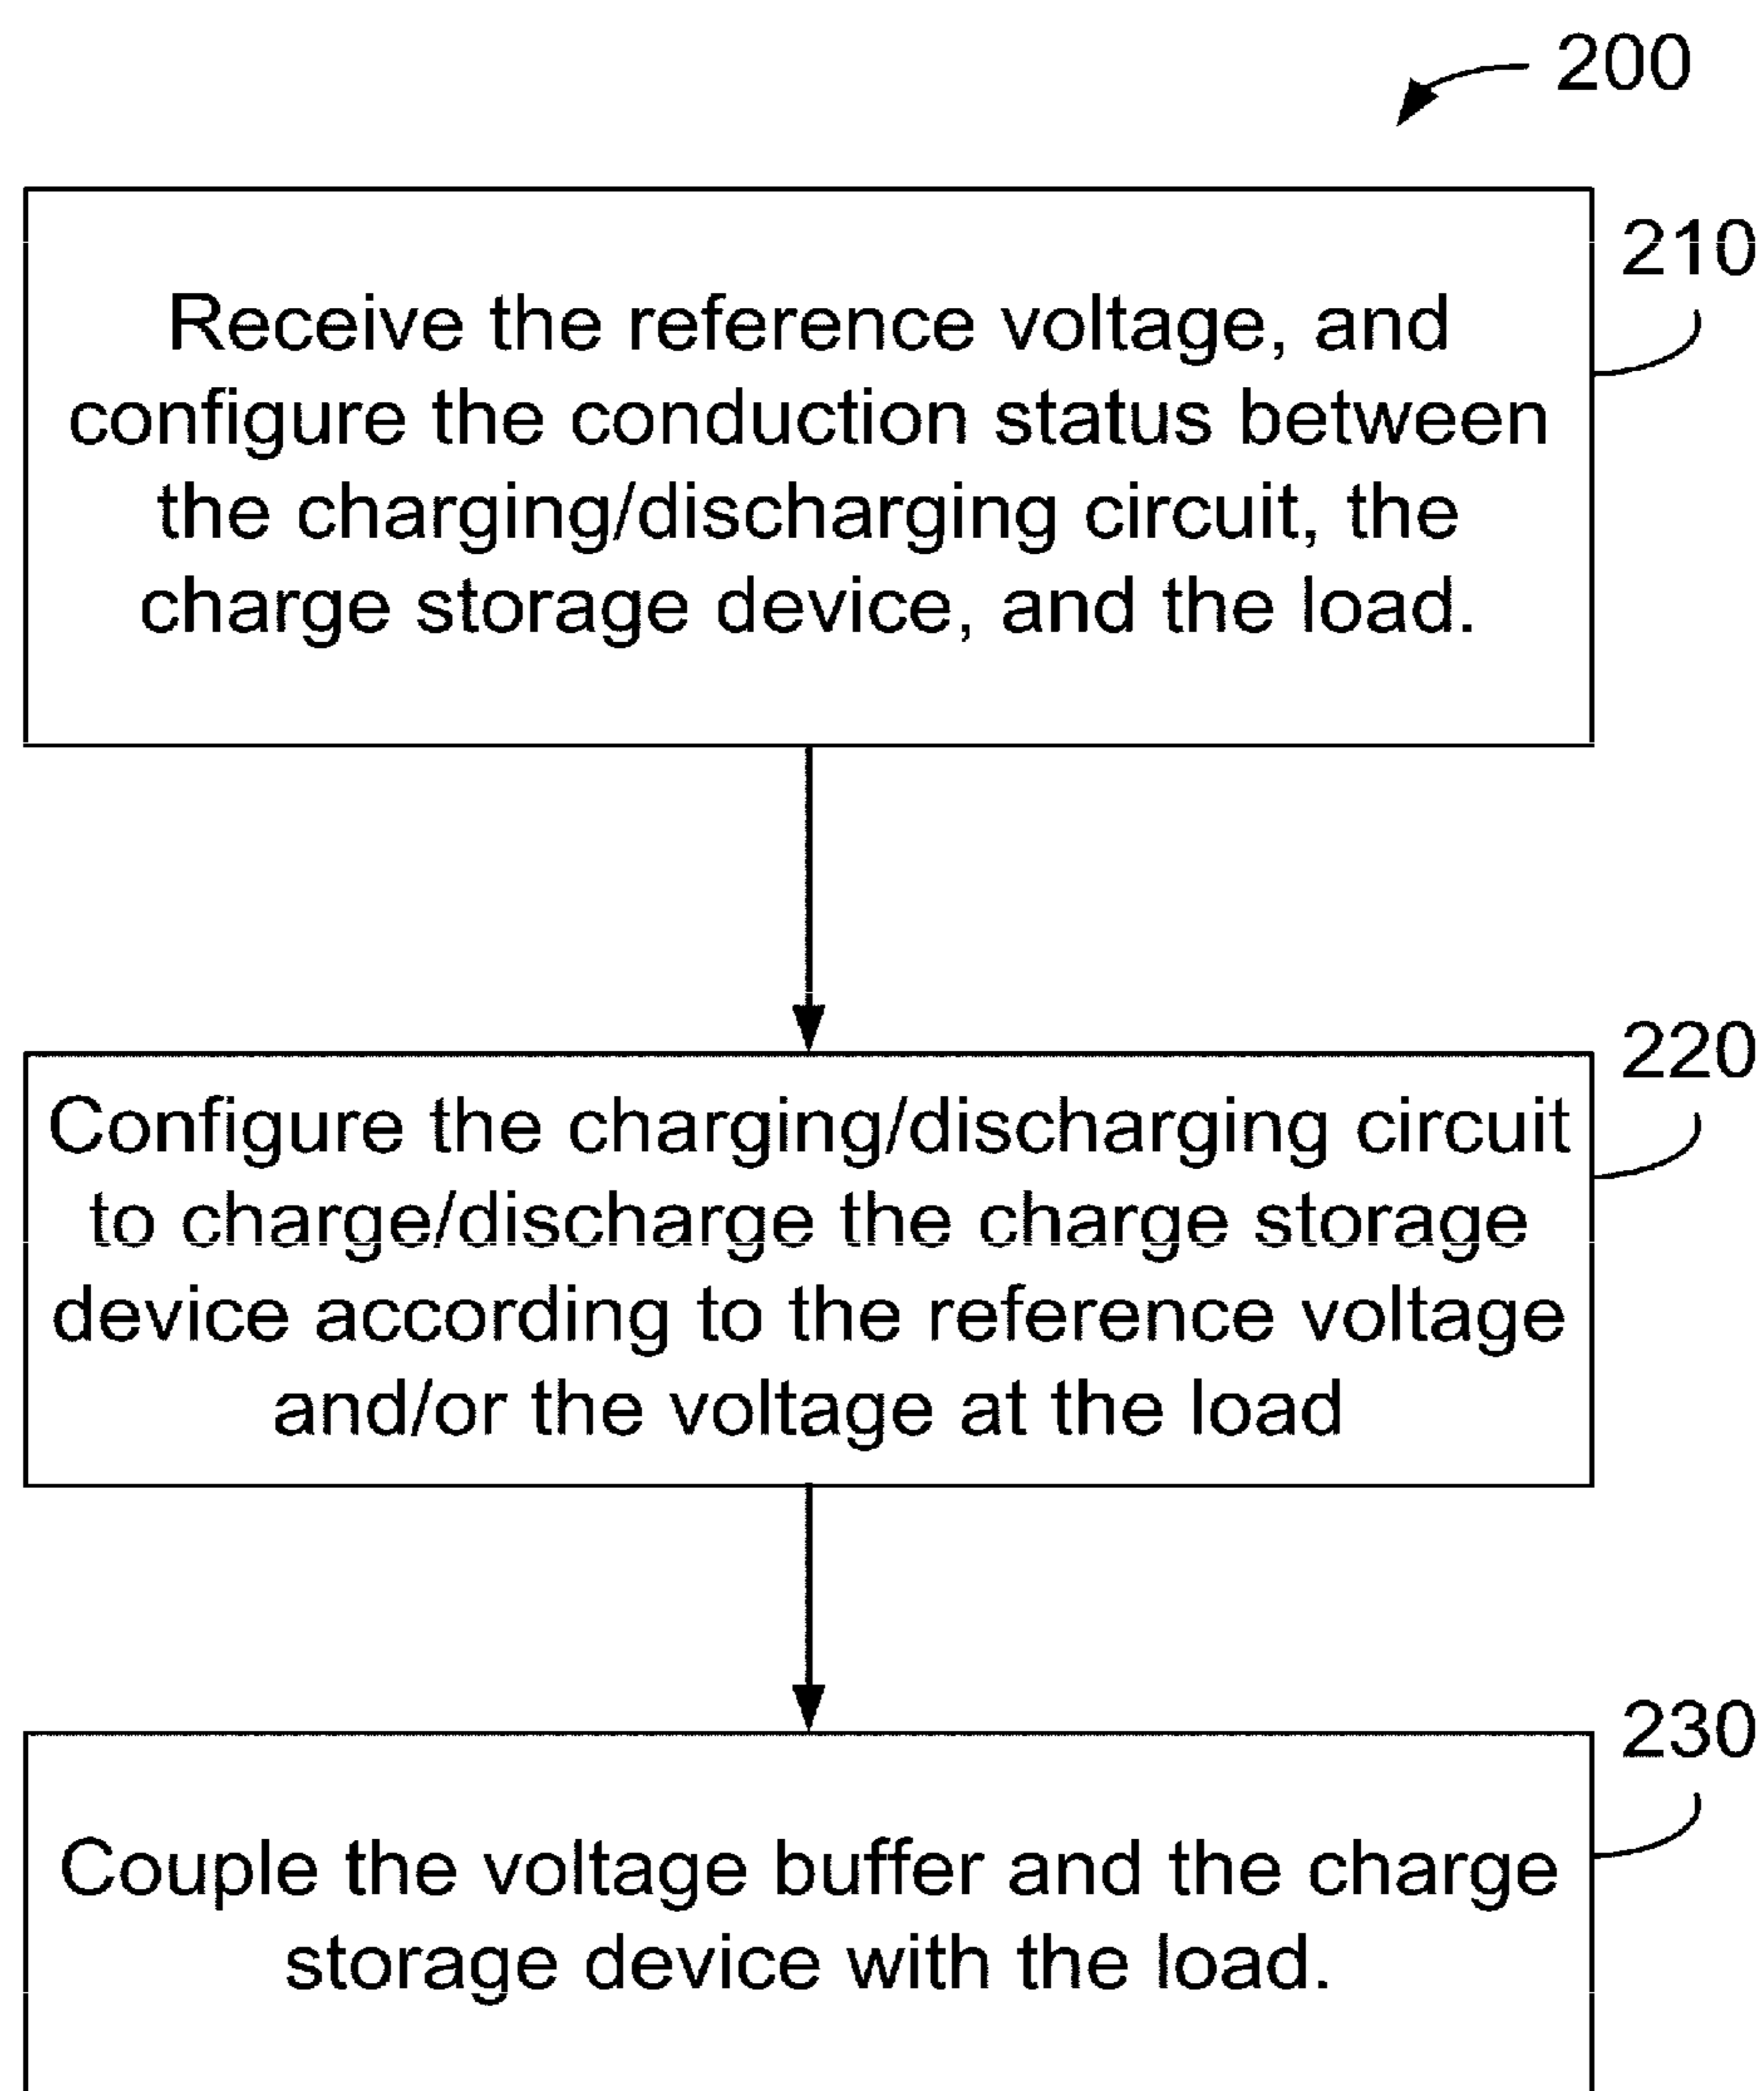 200
210
Receive the reference voltage, and
configure the conduction status between
the charging/discharging circuit, the
charge storage device, and the load.
220
Configure the charging/discharging circuit
to charge/discharge the charge storage
device according to the reference voltage
and/or the voltage at the load
230
Couple the voltage buffer and the charge
storage device with the load.